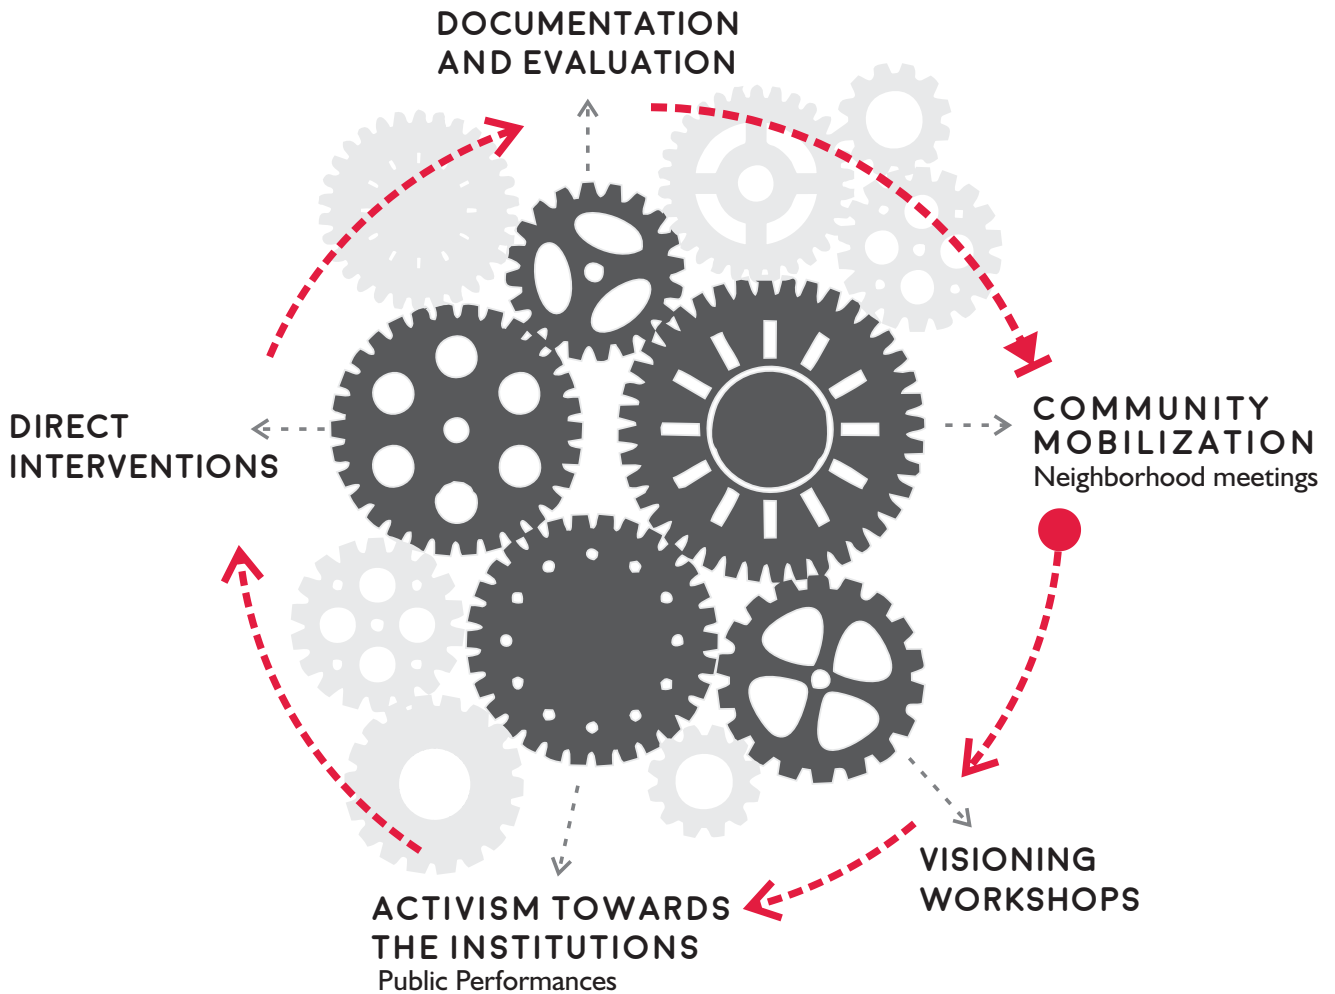 DOCUMENTATION
AND EVALUATION
DIRECT
INTERVENTIONS
COMMUNITY
MOBILIZATION
Neighborhood meetings
VISIONING
WORKSHOPS
ACTIVISM TOWARDS
THE INSTITUTIONS
Public Performances